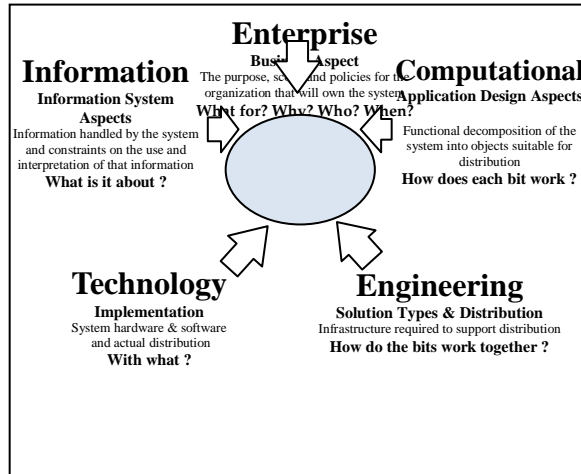 Enterprise
Business Aspect
The purpose, scope and policies for the
organization that will own the system
What for? Why? Who? When?
Information
Information System
Aspects
Information handled by the system
and constraints on the use and
interpretation of that information
What is it about ?
Computational
Application Design Aspects
Functional decomposition of the
system into objects suitable for
distribution
How does each bit work ?
Technology
Implementation
System hardware & software
and actual distribution
With what ?
Engineering
Solution Types & Distribution
Infrastructure required to support distribution
How do the bits work together ?